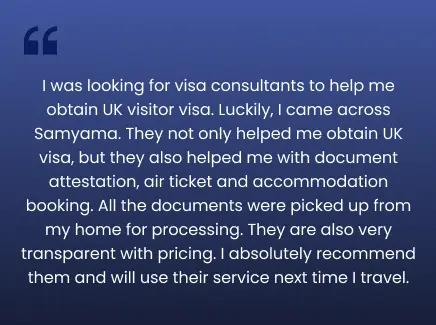 I was looking for visa consultants to help me
obtain UK visitor visa. Luckily, I came across
Samyama. They not only helped me obtain UK
visa, but they also helped me with document
attestation, air ticket and accommodation
booking. All the documents were picked up from
my home for processing. They are also very
transparent with pricing. I absolutely recommend
them and will use their service next time I travel.